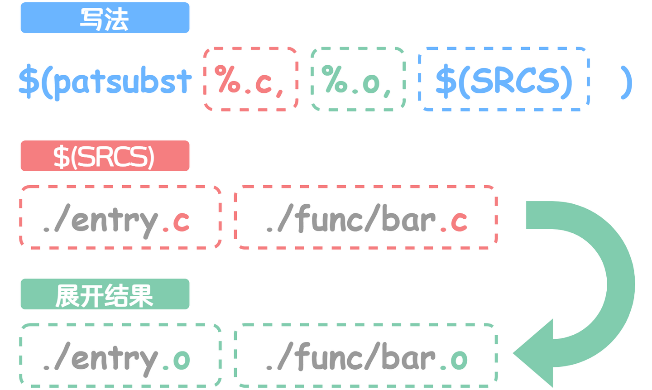 写法
$(patsubst %.c, %.o, $(SRCS) )
$(SRCS)
./entry.c ./func/bar.c
展开结果
./entry.o ./func/bar.o